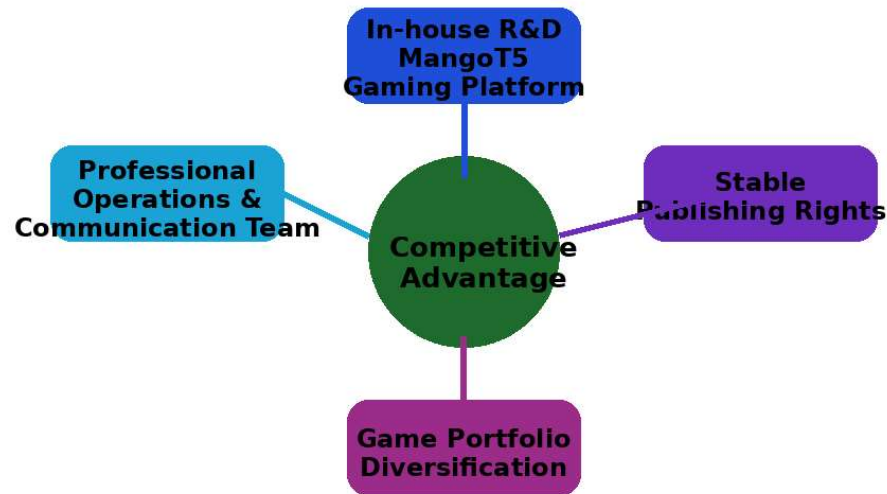 In-house R&D
MangoT5
Gaming Platform
Professional
Operations &
Communication Team
Stable
Publishing Rights
Competitive
Advantage
Game Portfolio
Diversification